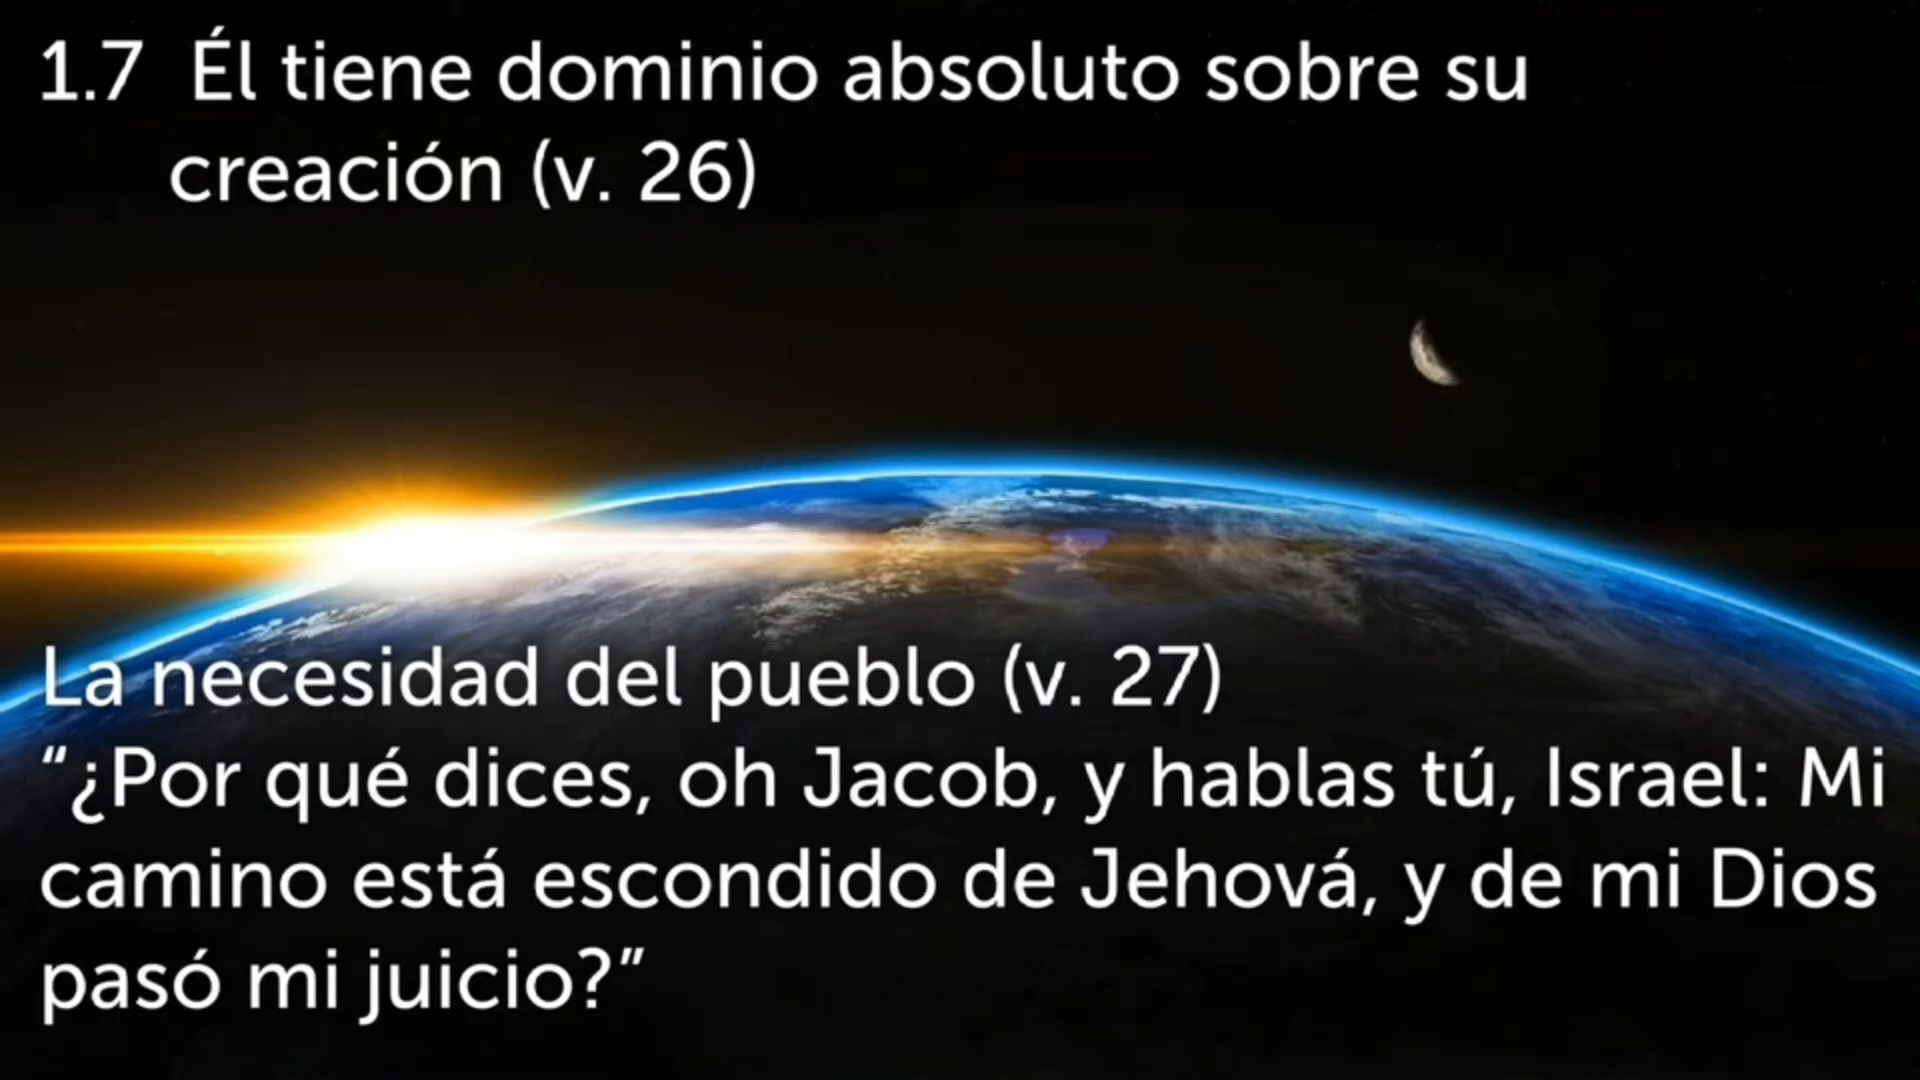 1.7 Él tiene dominio absoluto sobre su
creación (v. 26)
La necesidad del pueblo (v. 27)
“¿Por qué dices, oh Jacob, y hablas tú, Israel: Mi
camino está escondido de Jehová, y de mi Dios
pasó mi juicio?”